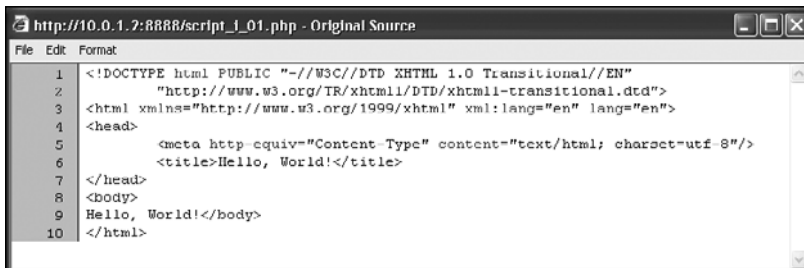 http://10.0.1.2:8888/script_i_01.php - Original Source
File Edit Format
1 <!DOCTYPE html PUBLIC "-//W3C//DTD XHTML 1.0 Transitional//EN"
2 "http://www.w3.org/TR/xhtml1/DTD/xhtml1-transitional.dtd">
3 <html xmlns="http://www.w3.org/1999/xhtml" xml:lang="en" lang="en">
4 <head>
5 <meta http-equiv="Content-Type" content="text/html; charset=utf-8"/>
6 <title>Hello, World!</title>
7 </head>
8 <body>
9 Hello, World!</body>
10 </html>